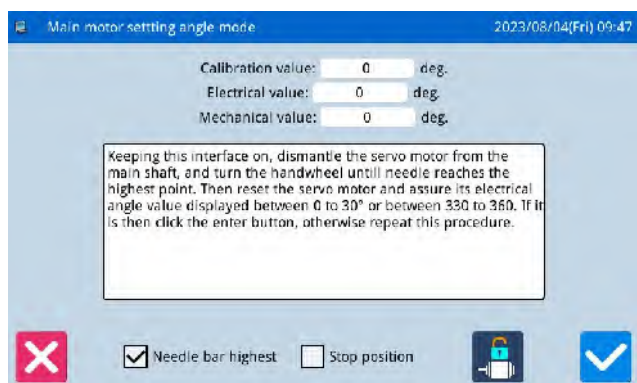 Main motor settting angle mode 2023/08/04(Fri) 09:47
Calibration value: 0 deg.
Electrical value: 0 deg.
Mechanical value: 0 deg.
Keeping this interface on, dismantle the servo motor from the
main shaft, and turn the handwheel untill needle reaches the
highest point. Then reset the servo motor and assure its electrical
angle value displayed between 0 to 30° or between 330 to 360. If it
is then click the enter button, otherwise repeat this procedure.
Needle bar highest Stop position